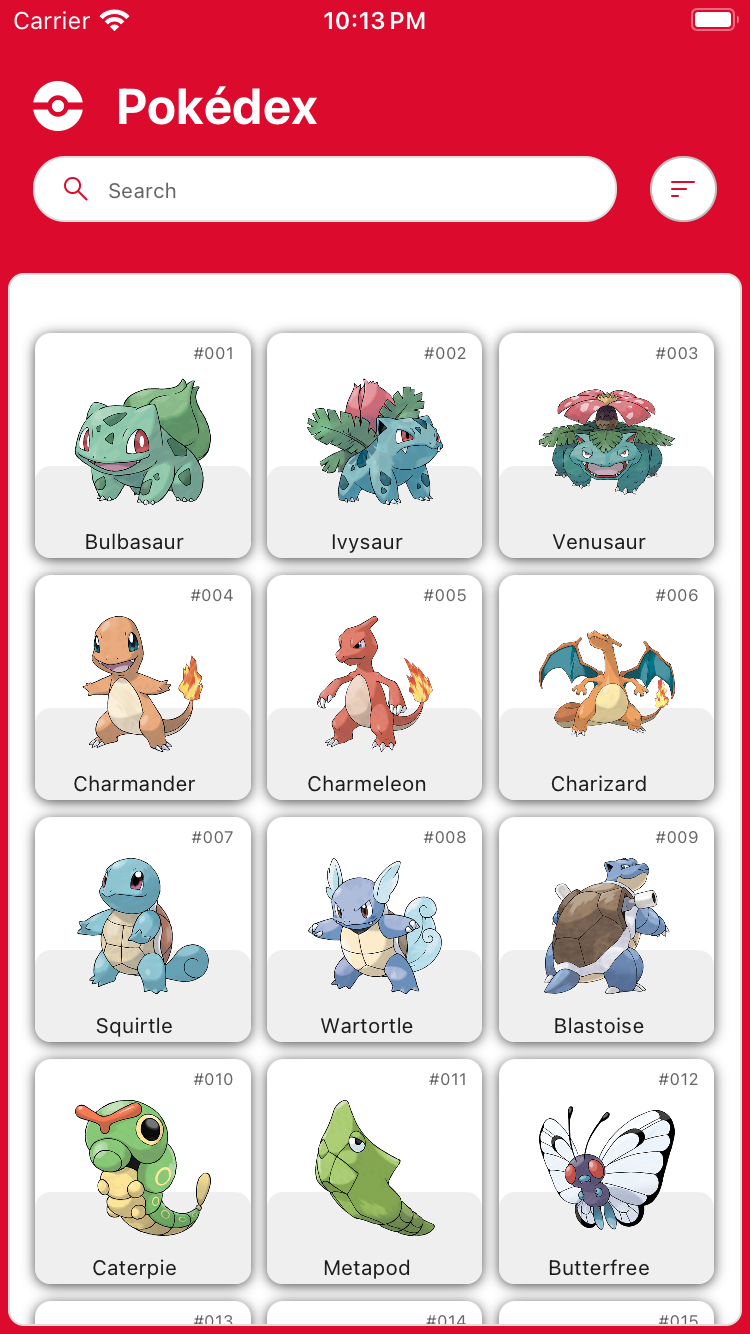 Carrier 10:13 PM
Pokédex
Search
#001 #002 #003
Bulbasaur Ivysaur Venusaur
#004 #005 #006
Charmander Charmeleon Charizard
#007 #008 #009
Squirtle Wartortle Blastoise
#010 #011 #012
Caterpie Metapod Butterfree
#013 #014 #015